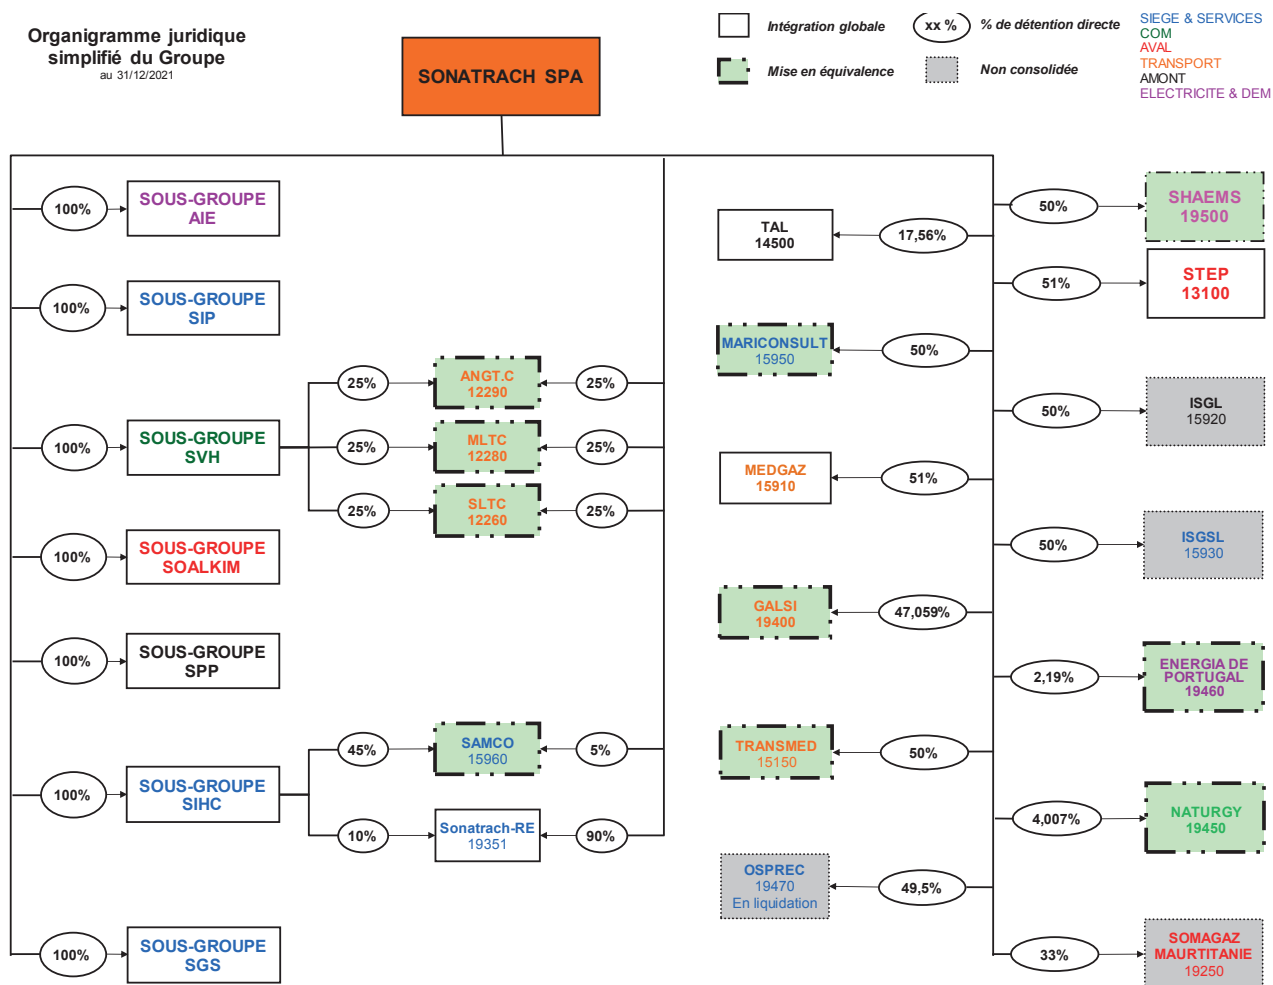 Organigramme juridique
simplifié du Groupe
au 31/12/2021
SONATRACH SPA
Intégration globale
xx %
% de détention directe
Mise en équivalence
Non consolidée
SIEGE & SERVICES
COM
AVAL
TRANSPORT
AMONT
ELECTRICITE & DEM
100%
SOUS-GROUPE
AIE
100%
SOUS-GROUPE
SIP
100%
SOUS-GROUPE
SVH
100%
SOUS-GROUPE
SOALKIM
100%
SOUS-GROUPE
SPP
100%
SOUS-GROUPE
SIHC
100%
SOUS-GROUPE
SGS
25%
ANGT.C
12290
25%
25%
MLTC
12280
25%
25%
SLTC
12260
25%
45%
SAMCO
15960
5%
10%
Sonatrach-RE
19351
90%
TAL
14500
17,56%
MARICONSULT
15950
50%
MEDGAZ
15910
51%
GALSI
19400
47,059%
TRANSMED
15150
50%
OSPREC
19470
En liquidation
49,5%
50%
SHAEMS
19500
51%
STEP
13100
50%
ISGL
15920
50%
ISGSL
15930
2,19%
ENERGIA DE
PORTUGAL
19460
4,007%
NATURGY
19450
33%
SOMAGAZ
MAURTITANIE
19250